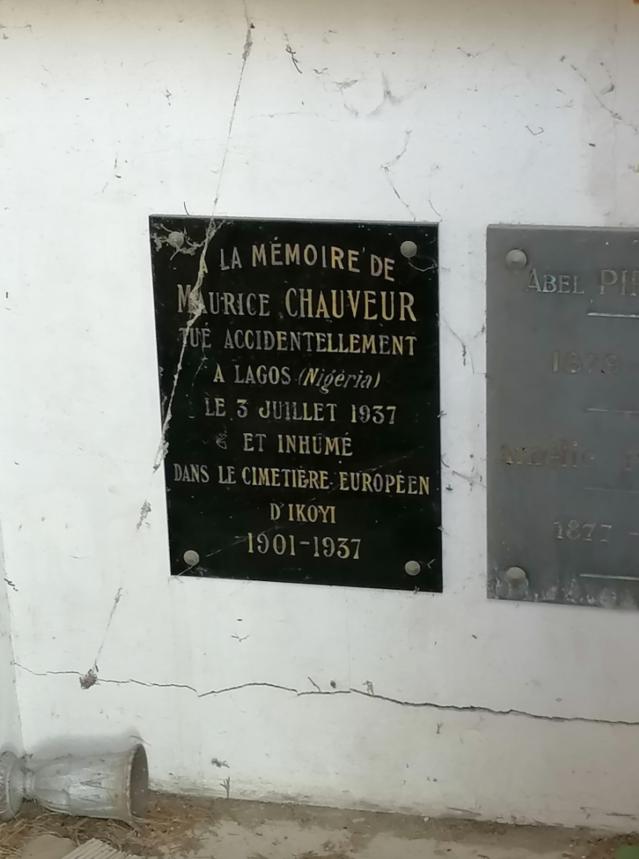 LA MÉMOIRE DE
MAURICE CHAUVEUR
TUÉ ACCIDENTELLEMENT
A LAGOS (Nigéria)
LE 3 JUILLET 1937
ET INHUMÉ
DANS LE CIMETIÈRE EUROPÉEN
D'IKOYI
1901-1937
ABEL
1877 -